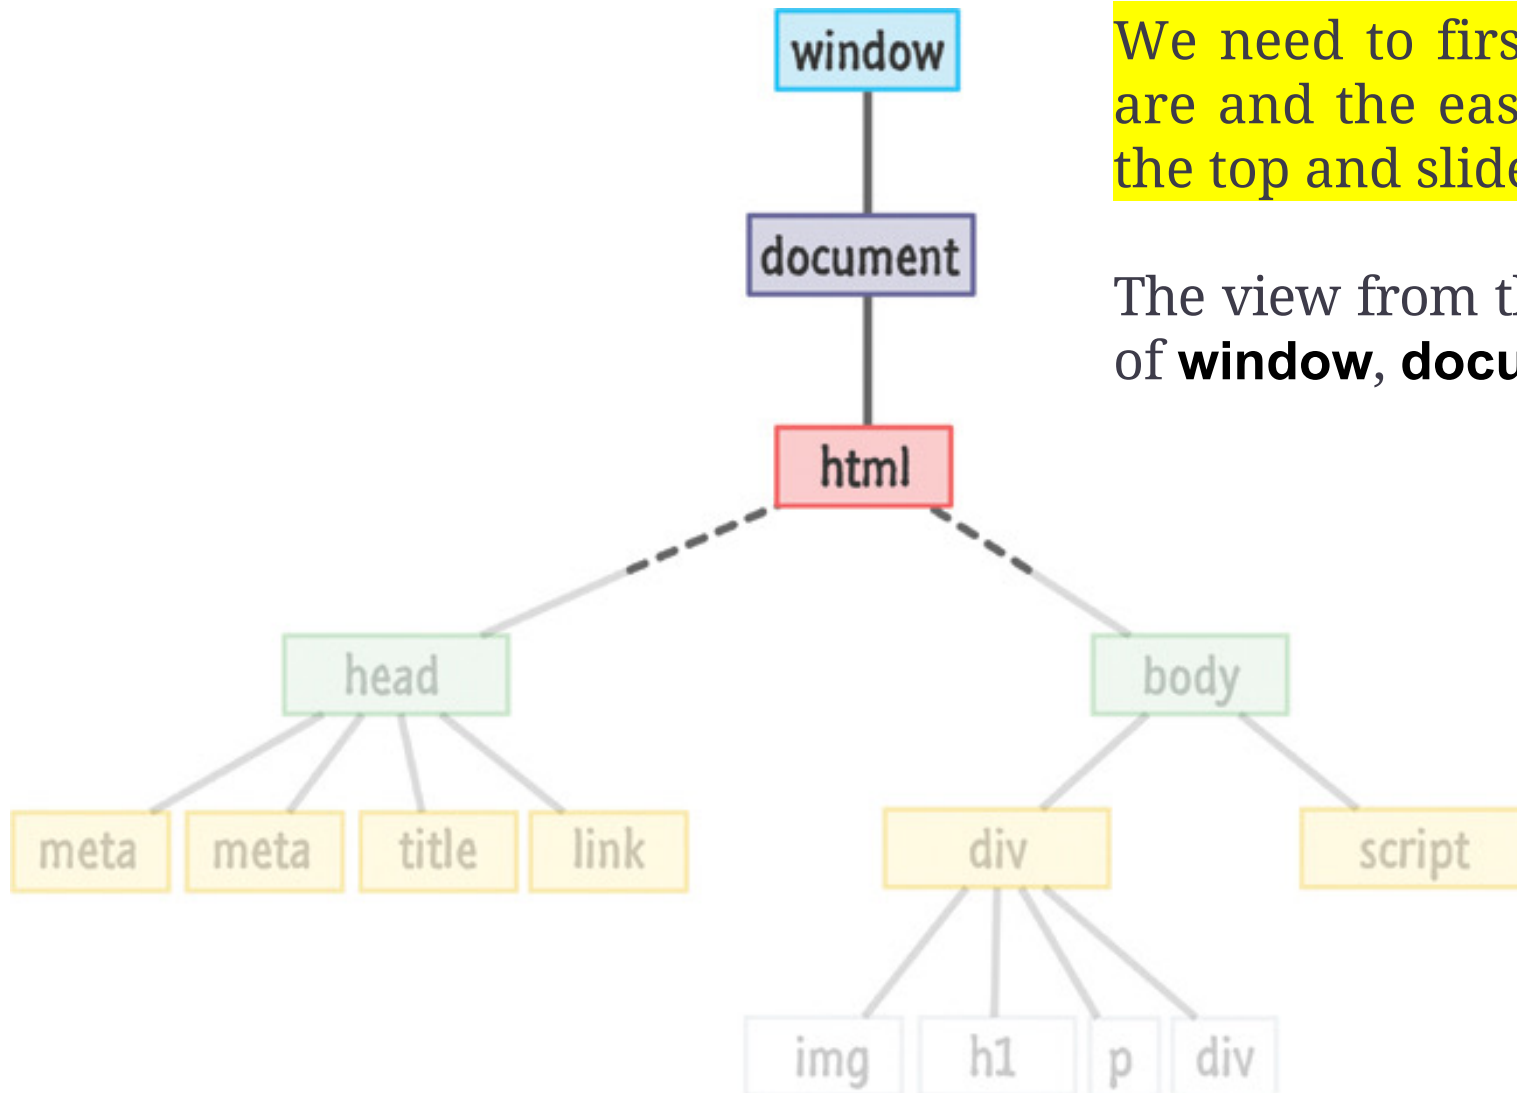 window
We need to firs
are and the eas
the top and slide
document
The view from th
of window, docu
html
head
body
meta meta title link
div script
img h1 p div